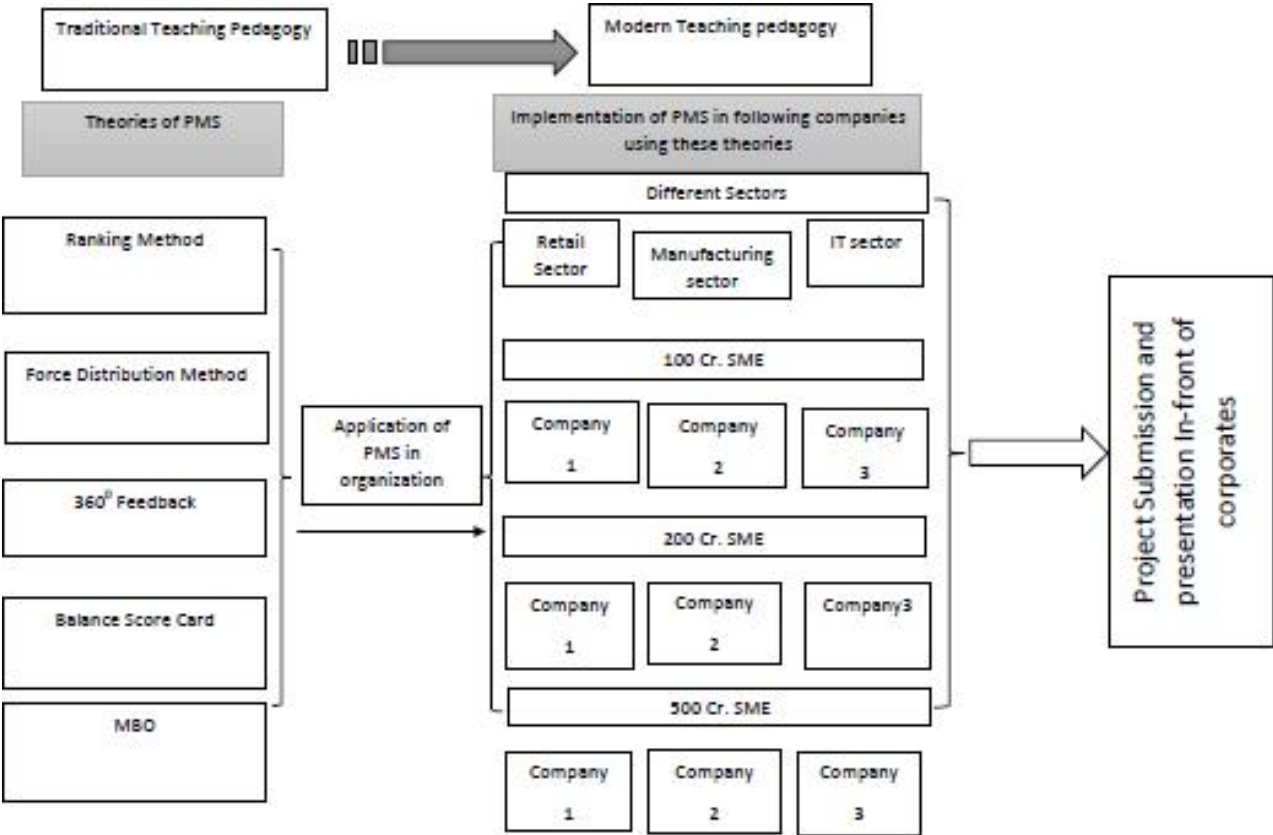 Traditional Teaching Pedagogy
Modern Teaching pedagogy
Theories of PMS
Implementation of PMS in following companies
using these theories
Different Sectors
Ranking Method
Retail
Sector
Manufacturing
sector
IT sector
100 Cr. SME
Force Distribution Method
Application of
PMS in
organization
Company
1
Company
2
Company
3
360⁰ Feedback
200 Cr. SME
Balance Score Card
Company
1
Company
2
Company3
500 Cr. SME
MBO
Company
1
Company
2
Company
3
Project Submission and
presentation In-front of
corporates